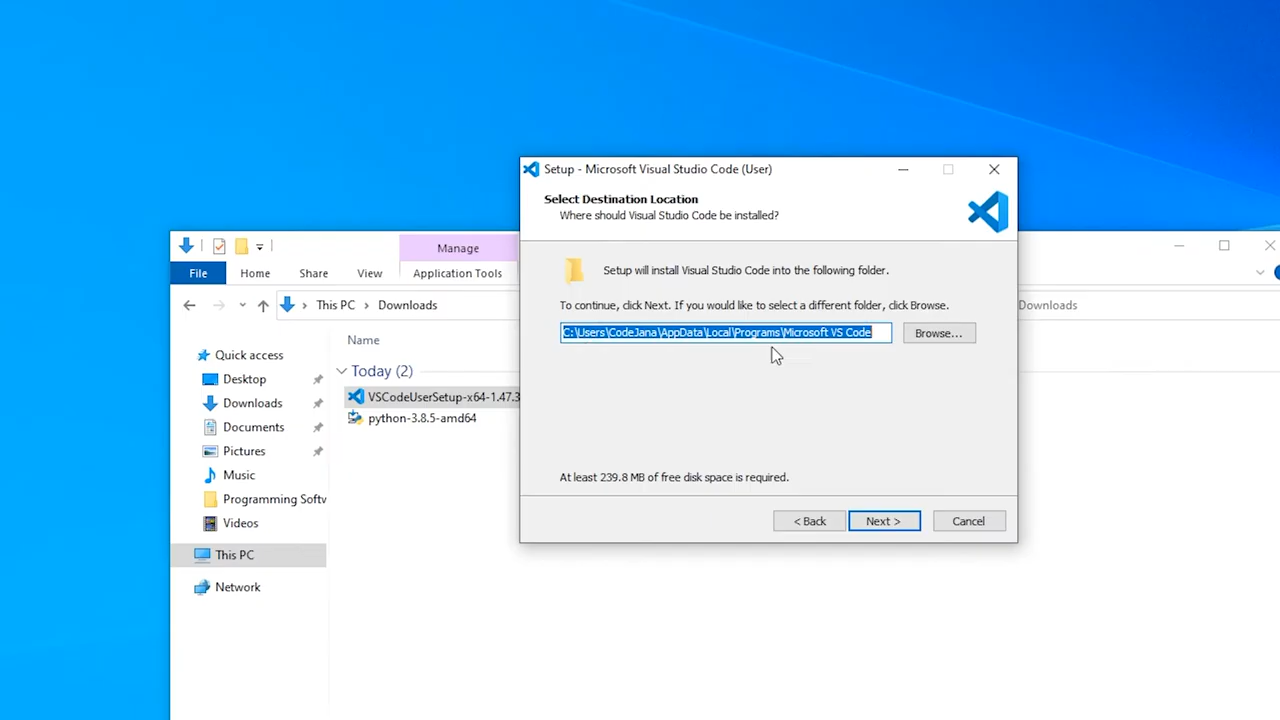 Setup - Microsoft Visual Studio Code (User)
Select Destination Location
Where should Visual Studio Code be installed?
Setup will install Visual Studio Code into the following folder.
To continue, click Next. If you would like to select a different folder, click Browse.
C:\Users\CodeJana\AppData\Local\Programs\Microsoft VS Code
Browse...
At least 239.8 MB of free disk space is required.
< Back
Next >
Cancel
Manage
File
Home
Share
View
Application Tools
This PC
Downloads
Downloads
Name
Today (2)
VSCodeUserSetup-x64-1.47.3
python-3.8.5-amd64
Quick access
Desktop
Downloads
Documents
Pictures
Music
Programming Softv
Videos
This PC
Network